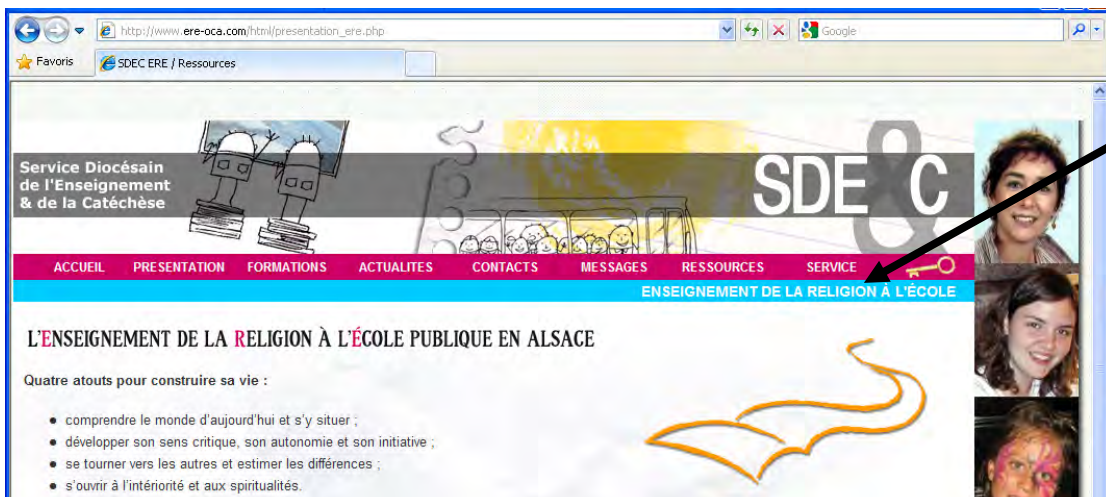 http://www.ere-oca.com/html/presentation_ere.php
Google
Favoris
SDEC ERE / Ressources
Service Diocésain
de l'Enseignement
& de la Catéchèse
SDE&C
ACCUEIL PRESENTATION FORMATIONS ACTUALITES CONTACTS MESSAGES RESSOURCES SERVICE
ENSEIGNEMENT DE LA RELIGION À L'ÉCOLE
L'ENSEIGNEMENT DE LA RELIGION À L'ÉCOLE PUBLIQUE EN ALSACE
Quatre atouts pour construire sa vie :
• comprendre le monde d'aujourd'hui et s'y situer ;
• développer son sens critique, son autonomie et son initiative ;
• se tourner vers les autres et estimer les différences ;
• s'ouvrir à l'intériorité et aux spiritualités.